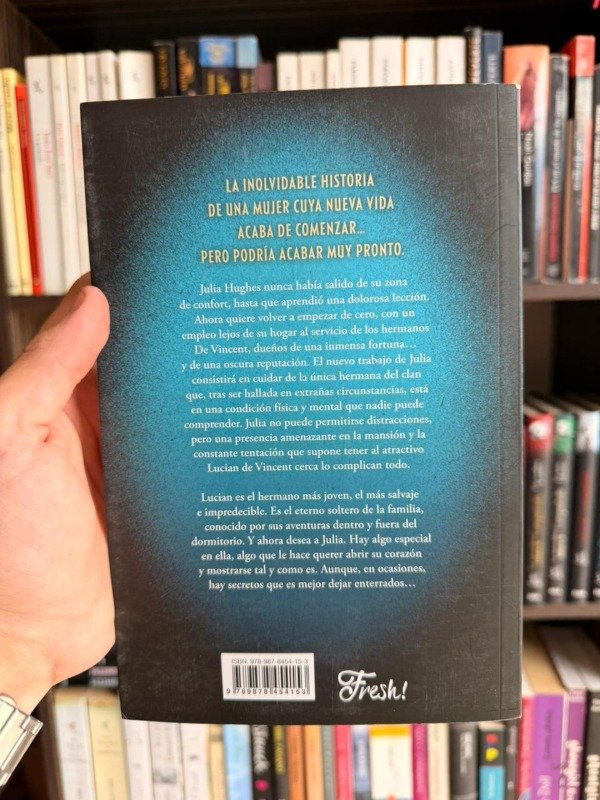 LA INOLVIDABLE HISTORIA
DE UNA MUJER CUYA NUEVA VIDA
ACABA DE COMENZAR...
PERO PODRÍA ACABAR MUY PRONTO.
Julia Hughes nunca había salido de su zona
de confort, hasta que aprendió una dolorosa lección.
Ahora quiere volver a empezar de cero, con un
empleo lejos de su hogar al servicio de los hermanos
De Vincent, dueños de una inmensa fortuna...
y de una oscura reputación. El nuevo trabajo de Julia
consistirá en cuidar de la única hermana del clan
que, tras ser hallada en extrañas circunstancias, está
en una condición física y mental que nadie puede
comprender. Julia no puede permitirse distracciones,
pero una presencia amenazante en la mansión y la
constante tentación que supone tener al atractivo
Lucian de Vincent cerca lo complican todo.
Lucian es el hermano más joven, el más salvaje
e impredecible. Es el eterno soltero de la familia,
conocido por sus aventuras dentro y fuera del
dormitorio. Y ahora desea a Julia. Hay algo especial
en ella, algo que le hace querer abrir su corazón
y mostrarse tal y como es. Aunque, en ocasiones,
hay secretos que es mejor dejar enterrados...
ISBN: 978-987-8454-15-3
9789878454153
Fresh!